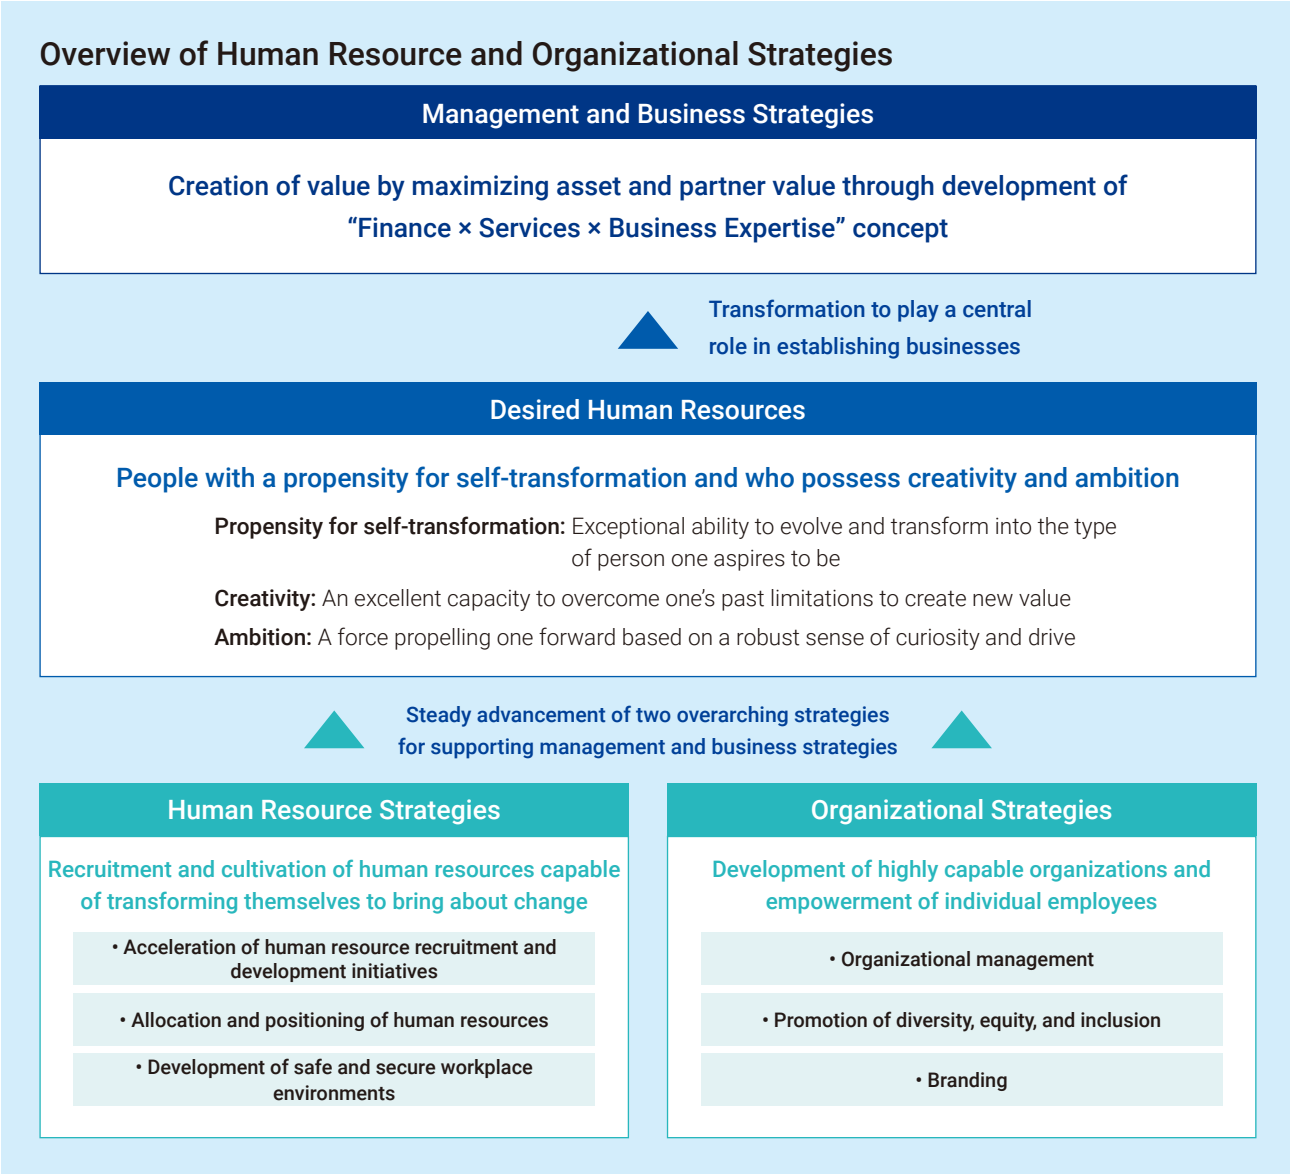 Overview of Human Resource and Organizational Strategies
Management and Business Strategies
Creation of value by maximizing asset and partner value through development of
“Finance × Services × Business Expertise” concept
Transformation to play a central
role in establishing businesses
Desired Human Resources
People with a propensity for self-transformation and who possess creativity and ambition
Propensity for self-transformation: Exceptional ability to evolve and transform into the type
of person one aspires to be
Creativity: An excellent capacity to overcome one’s past limitations to create new value
Ambition: A force propelling one forward based on a robust sense of curiosity and drive
Steady advancement of two overarching strategies
for supporting management and business strategies
Human Resource Strategies
Recruitment and cultivation of human resources capable
of transforming themselves to bring about change
• Acceleration of human resource recruitment and
development initiatives
• Allocation and positioning of human resources
• Development of safe and secure workplace
environments
Organizational Strategies
Development of highly capable organizations and
empowerment of individual employees
• Organizational management
• Promotion of diversity, equity, and inclusion
• Branding